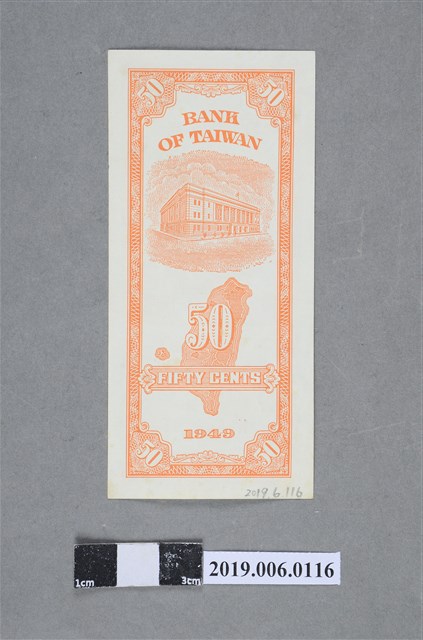 50 50
BANK
OF TAIWAN
50
FIFTY CENTS
1949
50 50
2019.6.116
1cm 3cm
2019.006.0116